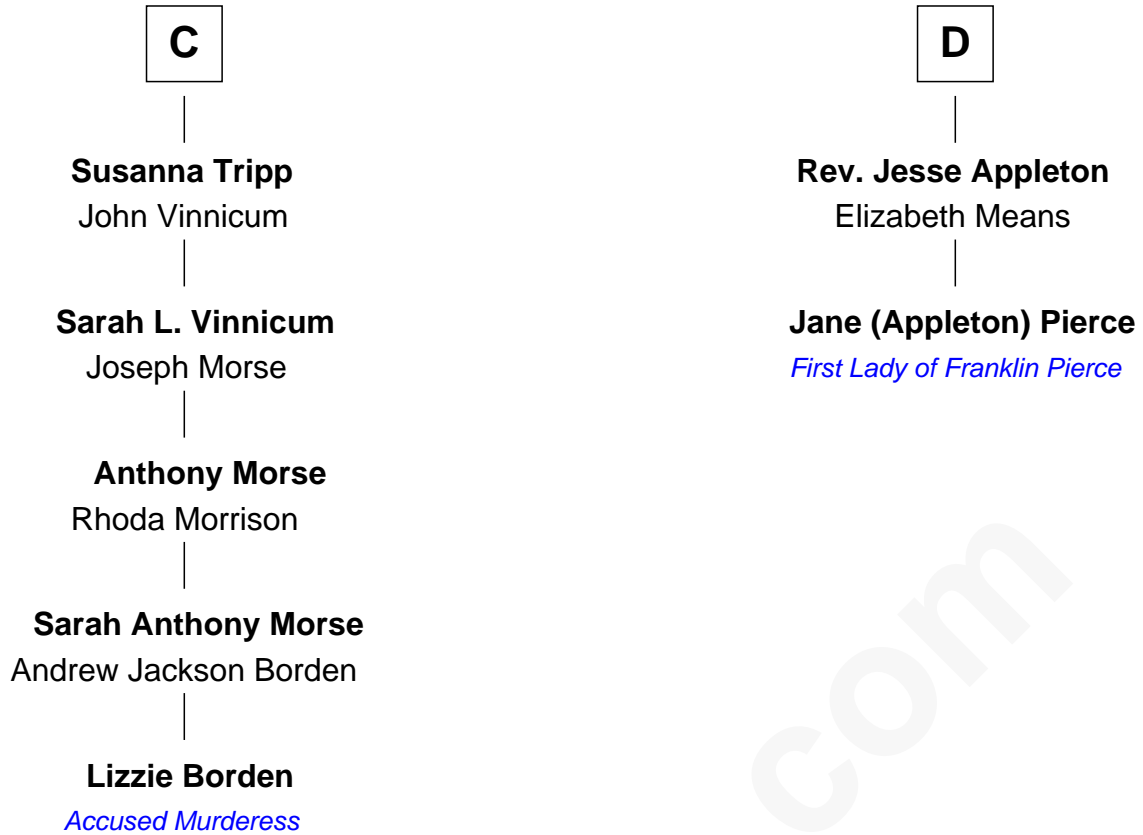 C
Susanna Tripp
John Vinnicum
Sarah L. Vinnicum
Joseph Morse
Anthony Morse
Rhoda Morrison
Sarah Anthony Morse
Andrew Jackson Borden
Lizzie Borden
Accused Murderess
D
Rev. Jesse Appleton
Elizabeth Means
Jane (Appleton) Pierce
First Lady of Franklin Pierce
com